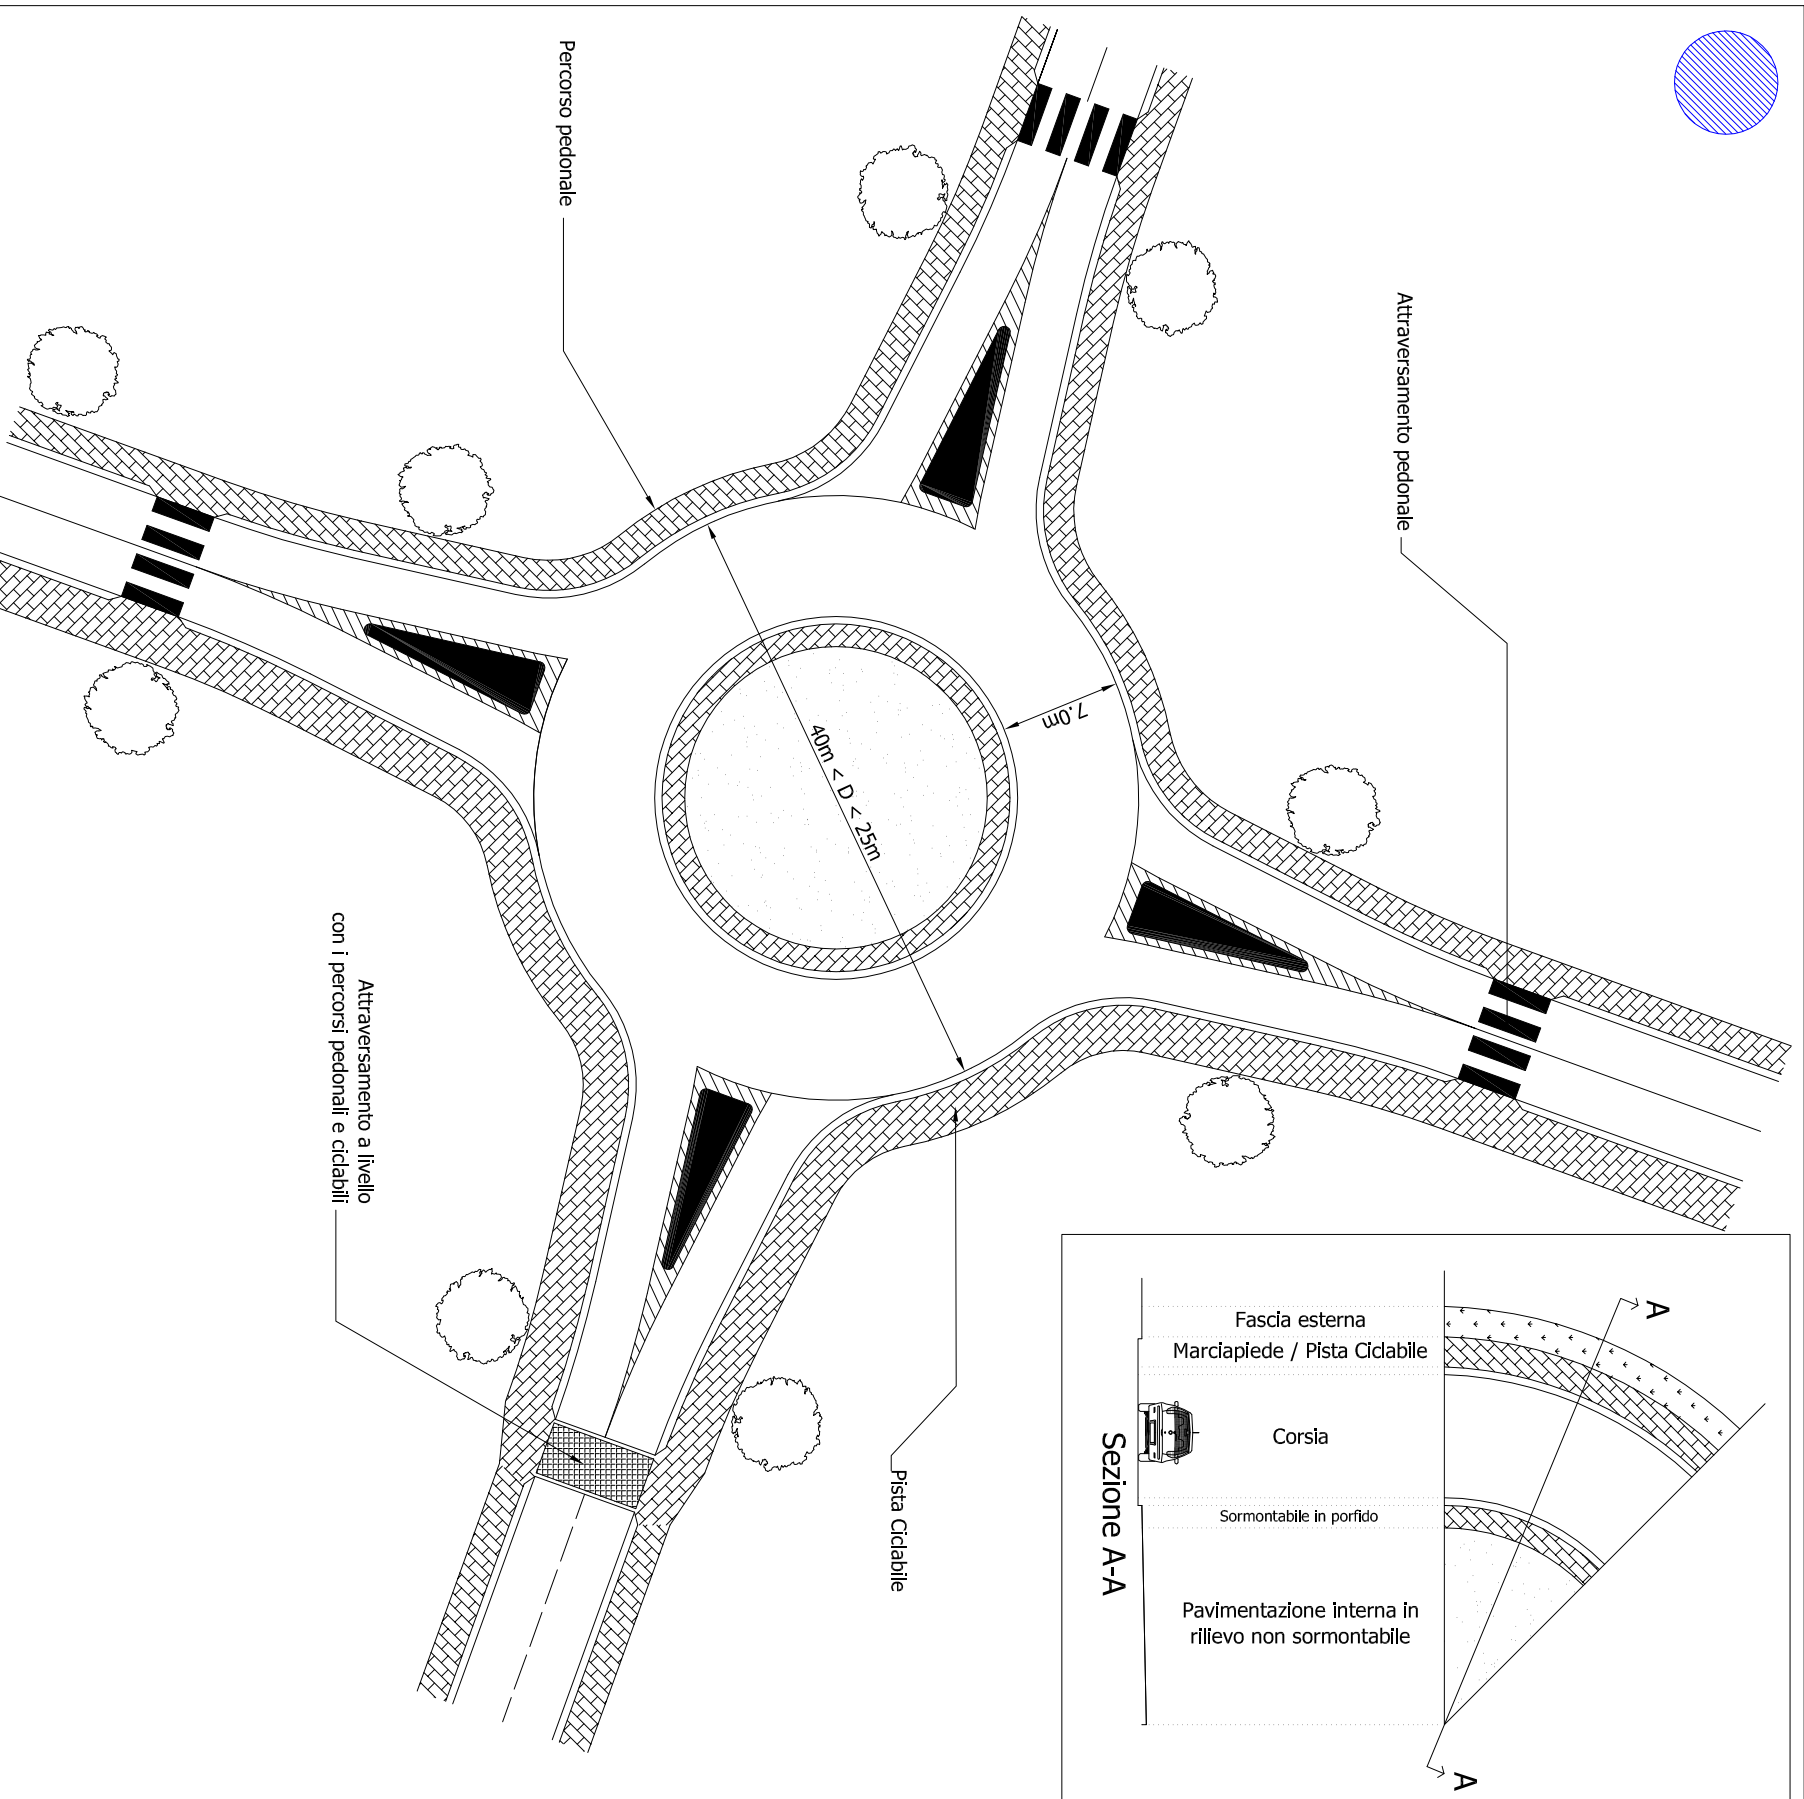 Percorso pedonale
Attraversamento pedonale
7.0m
40m < D < 25m
Attraversamento a livello
con i percorsi pedonali e ciclabili
Pista Ciclabile
A
Fascia esterna
Marciapiede / Pista Ciclabile
Corsia
Sormontabile in porfido
Pavimentazione interna in
rilievo non sormontabile
Sezione A-A
A